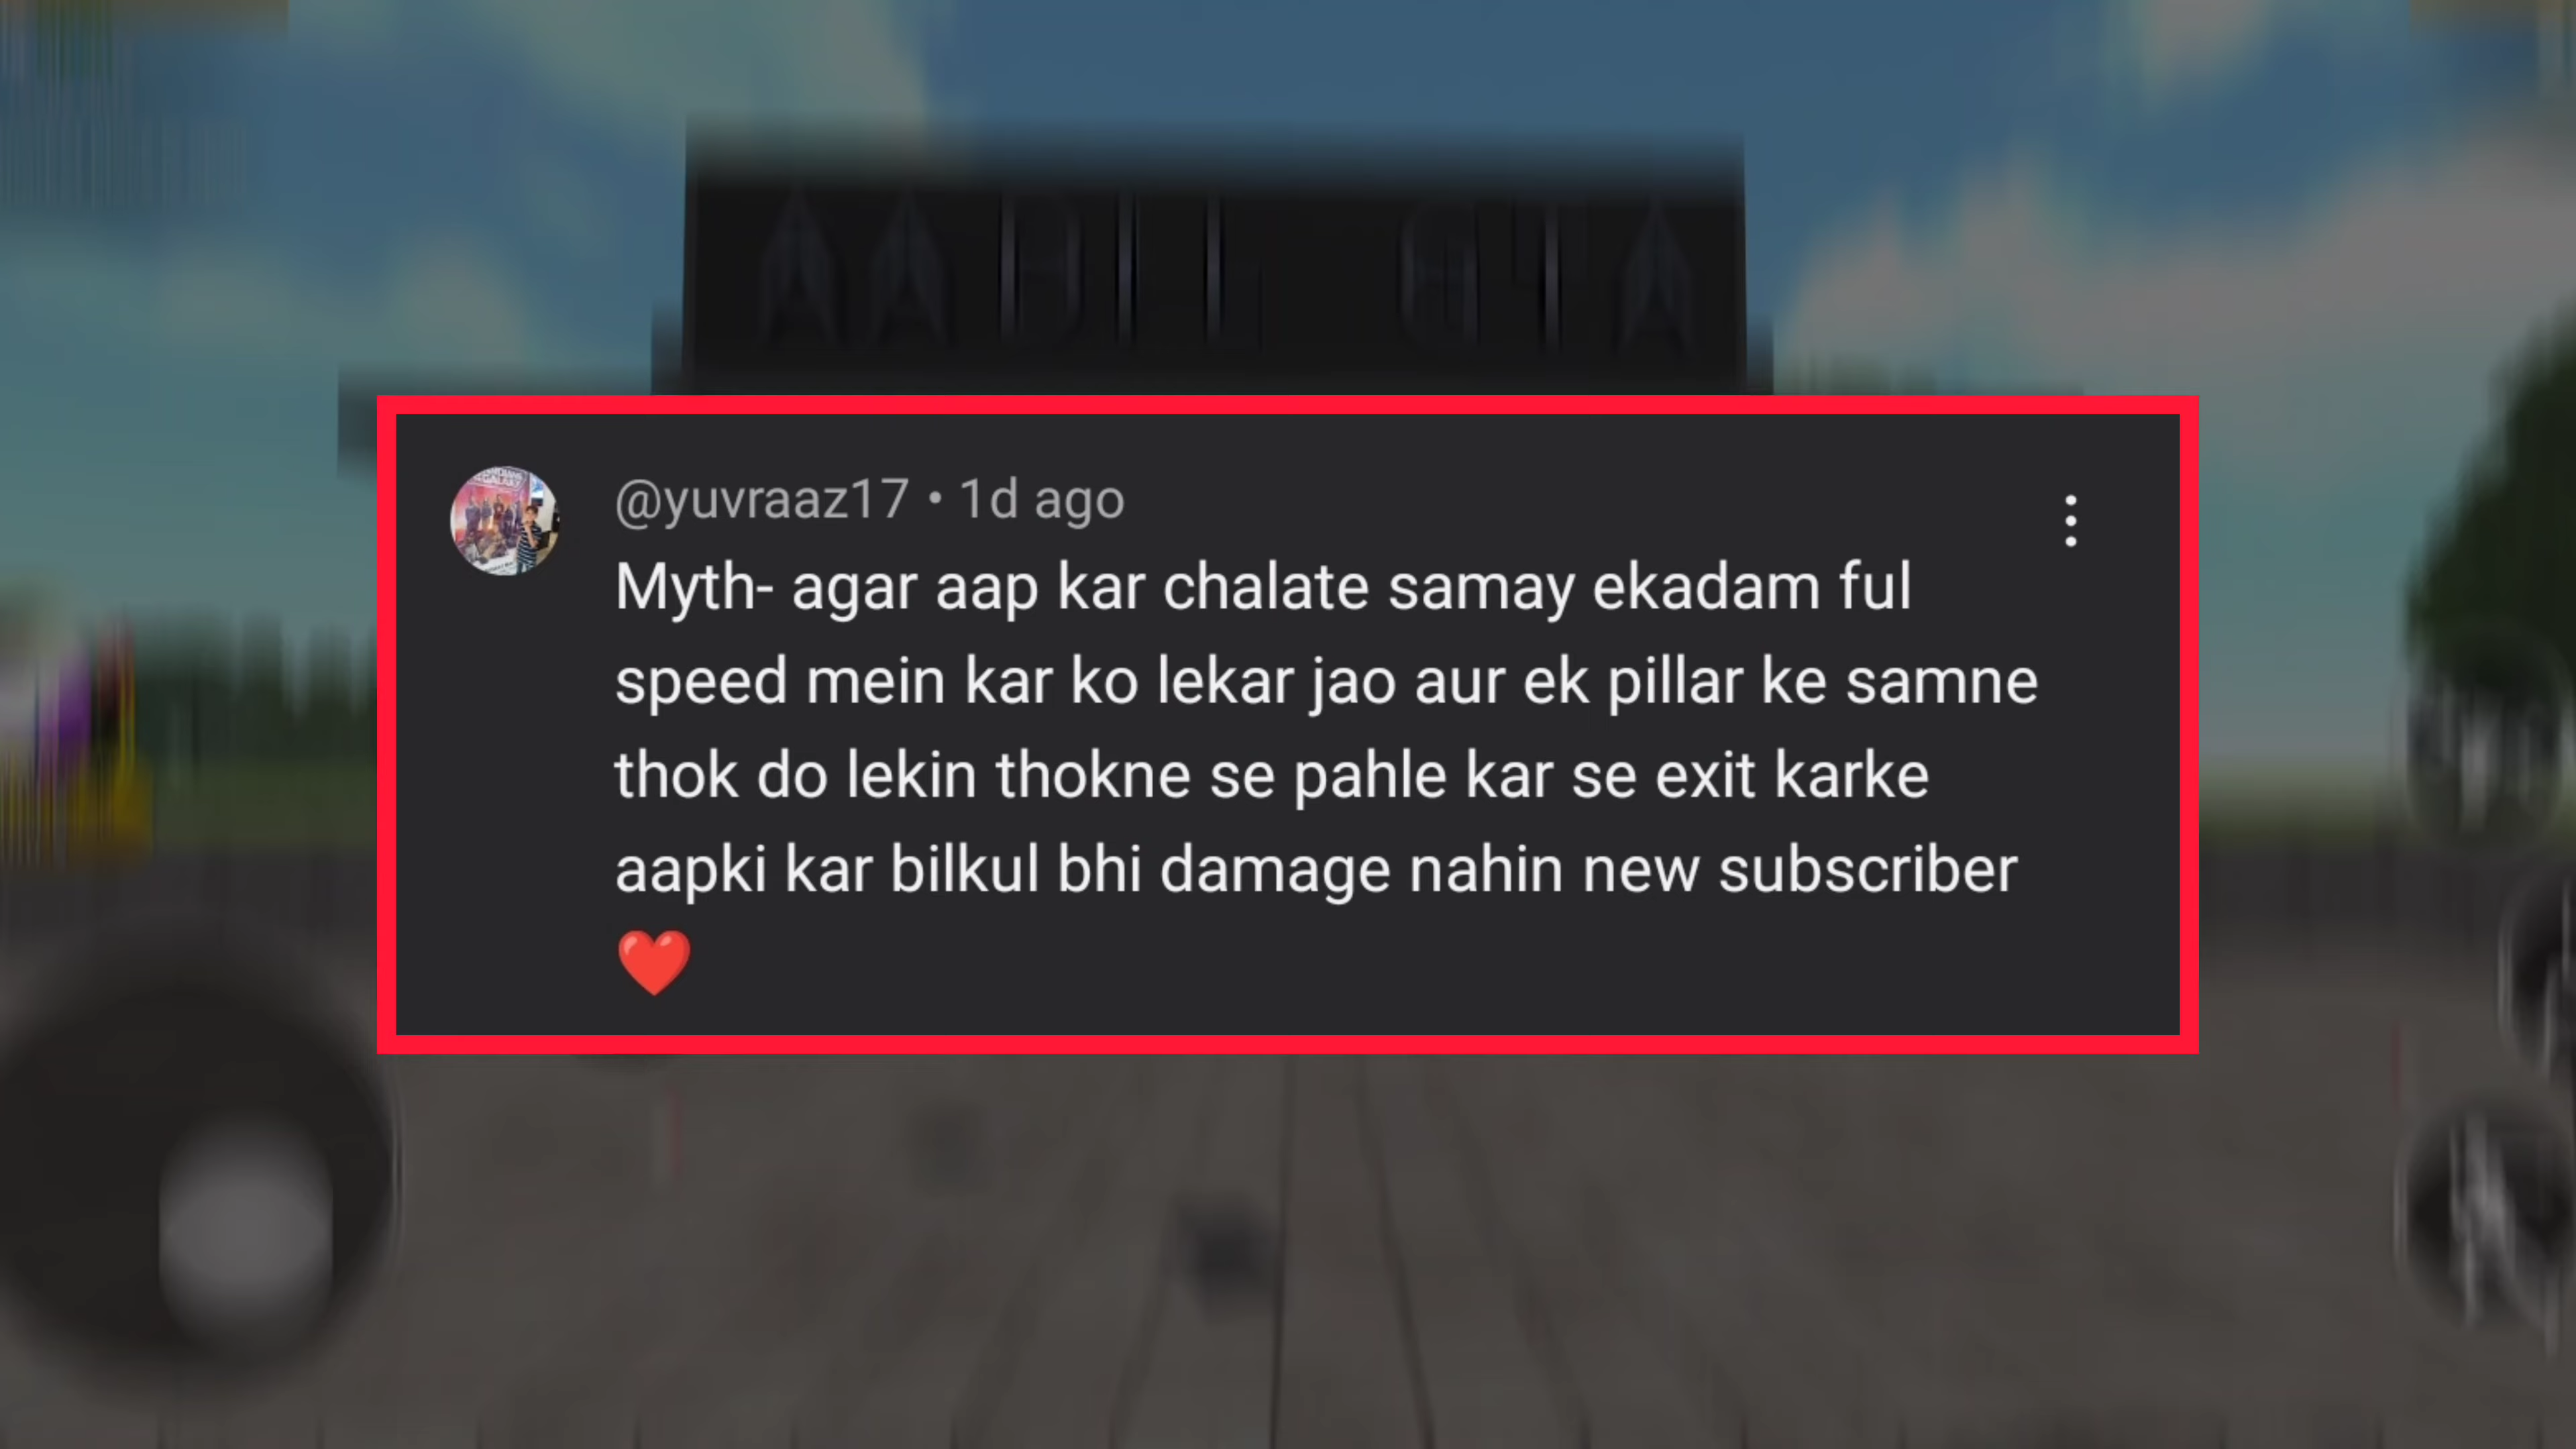 AADIL GTA
@yuvraaz17 • 1d ago
Myth- agar aap kar chalate samay ekadam ful
speed mein kar ko lekar jao aur ek pillar ke samne
thok do lekin thokne se pahle kar se exit karke
aapki kar bilkul bhi damage nahin new subscriber
❤️